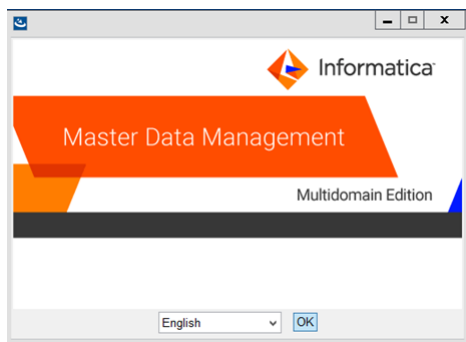 Informatica
Master Data Management
Multidomain Edition
English OK